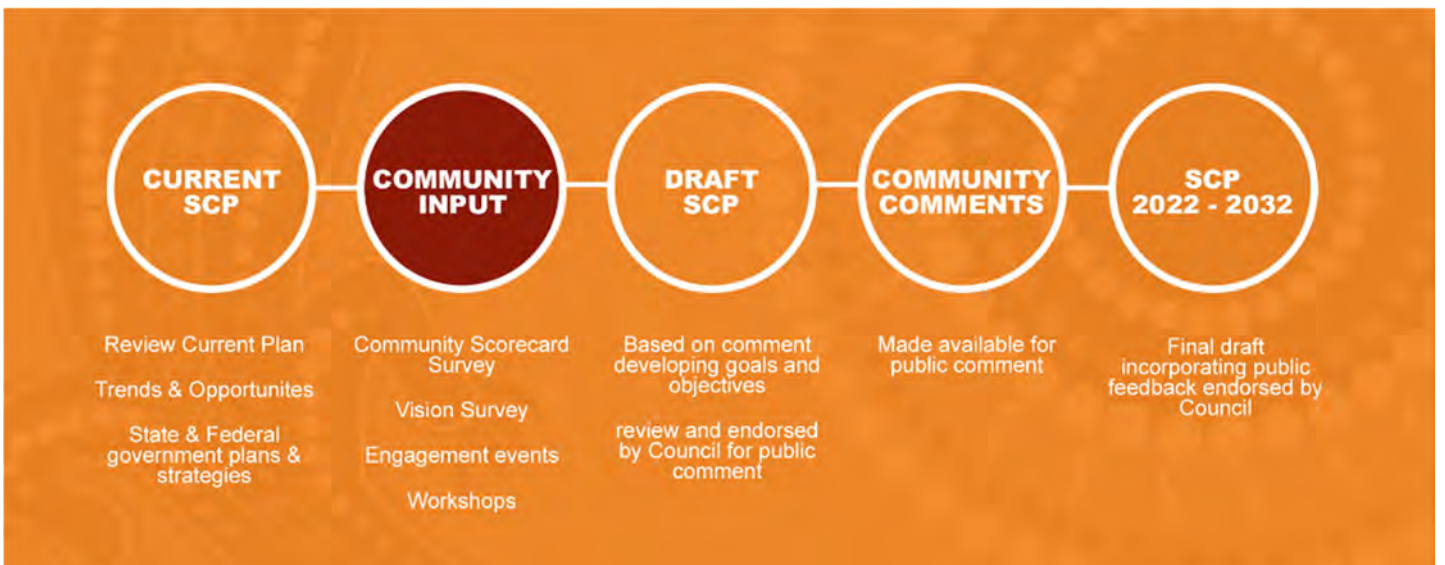 CURRENT
SCP
COMMUNITY
INPUT
DRAFT
SCP
COMMUNITY
COMMENTS
SCP
2022 - 2032
Review Current Plan
Trends & Opportunites
State & Federal
government plans &
strategies
Community Scorecard
Survey
Vision Survey
Engagement events
Workshops
Based on comment
developing goals and
objectives
review and endorsed
by Council for public
comment
Made available for
public comment
Final draft
incorporating public
feedback endorsed by
Council